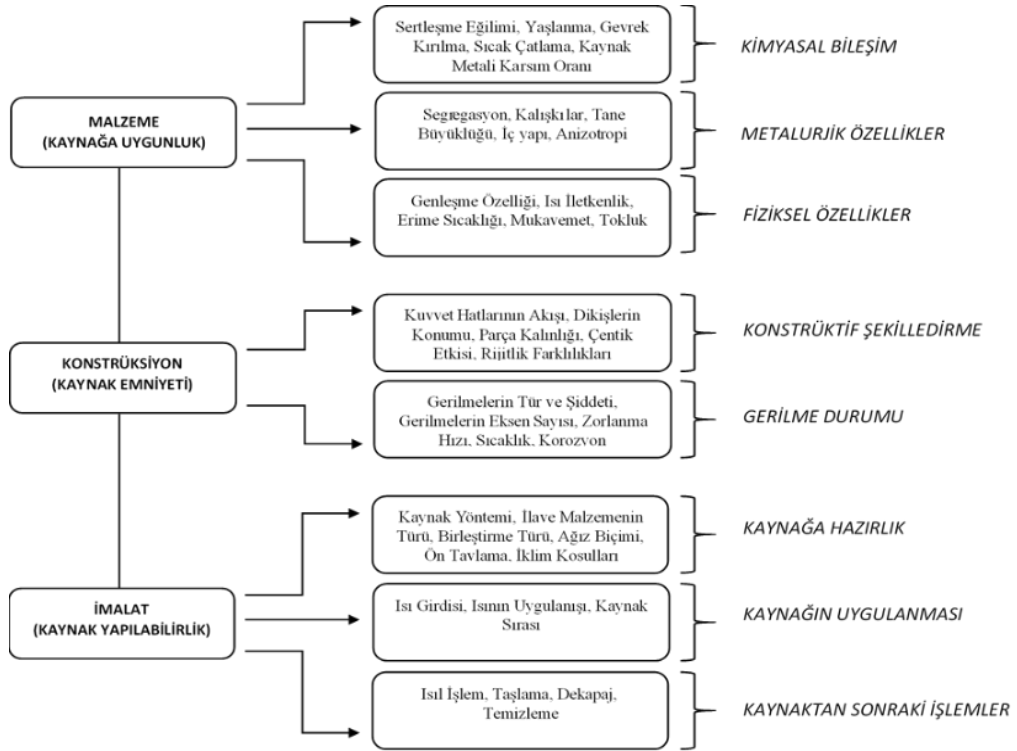 Sertleşme Eğilimi, Yaşlanma, Gevrek
Kırılma, Sıcak Çatlama, Kaynak
Metali Karsım Oranı
KİMYASAL BİLEŞİM
MALZEME
(KAYNAĞA UYGUNLUK)
Segregasyon, Kalışkılar, Tane
Büyüklüğü, İç yapı, Anizotropi
METALURJİK ÖZELLİKLER
Genleşme Özelliği, Isı İletkenlik,
Erime Sıcaklığı, Mukavemet, Tokluk
FİZİKSEL ÖZELLİKLER
KONSTRÜKSİYON
(KAYNAK EMNİYETİ)
Kuvvet Hatlarının Akışı, Dikişlerin
Konumu, Parça Kalınlığı, Çentik
Etkisi, Rijitlik Farklılıkları
KONSTRÜKTİF ŞEKİLLEDİRME
Gerilmelerin Tür ve Şiddeti,
Gerilmelerin Eksen Sayısı, Zorlanma
Hızı, Sıcaklık, Korozvon
GERİLME DURUMU
İMALAT
(KAYNAK YAPILABİLİRLİK)
Kaynak Yöntemi, İlave Malzemenin
Türü, Birleştirme Türü, Ağız Biçimi,
Ön Tavlama, İklim Kosulları
KAYNAĞA HAZIRLIK
Isı Girdisi, Isının Uygulanışı, Kaynak
Sırası
KAYNAĞIN UYGULANMASI
Isıl İşlem, Taşlama, Dekapaj,
Temizleme
KAYNAKTAN SONRAKİ İŞLEMLER